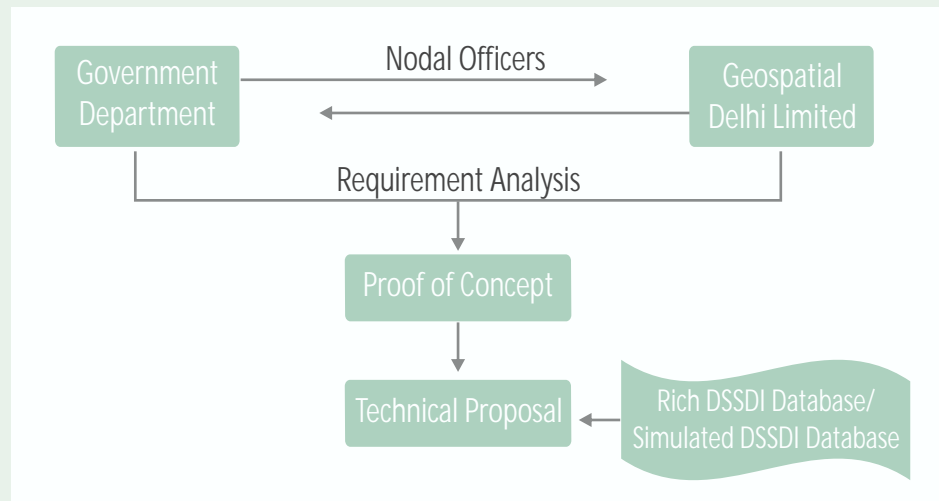 Government
Department
Nodal Officers
Geospatial
Delhi Limited
Requirement Analysis
Proof of Concept
Technical Proposal
Rich DSSDI Database/
Simulated DSSDI Database